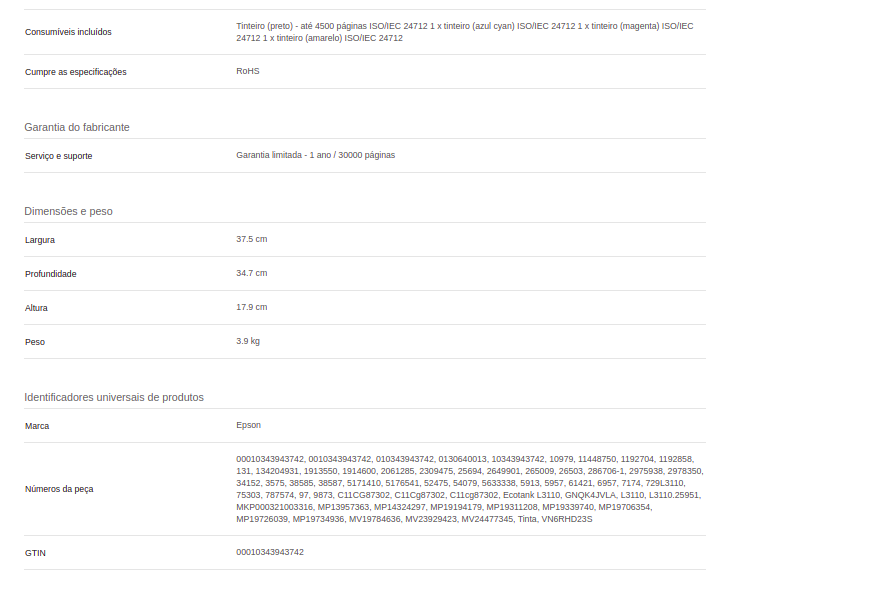 Consumíveis incluídos
Tinteiro (preto) - até 4500 páginas ISO/IEC 24712 1 x tinteiro (azul cyan) ISO/IEC 24712 1 x tinteiro (magenta) ISO/IEC
24712 1 x tinteiro (amarelo) ISO/IEC 24712
Cumpre as especificações
RoHS
Garantia do fabricante
Serviço e suporte
Garantia limitada - 1 ano / 30000 páginas
Dimensões e peso
Largura
37.5 cm
Profundidade
34.7 cm
Altura
17.9 cm
Peso
3.9 kg
Identificadores universais de produtos
Marca
Epson
Números da peça
00010343943742, 0010343943742, 010343943742, 0130640013, 10343943742, 10979, 11448750, 1192704, 1192858,
131, 134204931, 1913550, 1914600, 2061285, 2309475, 25694, 2649901, 265009, 26503, 286706-1, 2975938, 2978350,
34152, 3575, 38585, 38587, 5171410, 5176541, 52475, 54079, 5633338, 5913, 5957, 61421, 6957, 7174, 729L3110,
75303, 787574, 97, 9873, C11CG87302, C11Cg87302, C11cg87302, Ecotank L3110, GNQK4JVLA, L3110, L3110.25951,
MKP000321003316, MP13957363, MP14324297, MP19194179, MP19311208, MP19339740, MP19706354,
MP19726039, MP19734936, MV19784636, MV23929423, MV24477345, Tinta, VN6RHD23S
GTIN
00010343943742